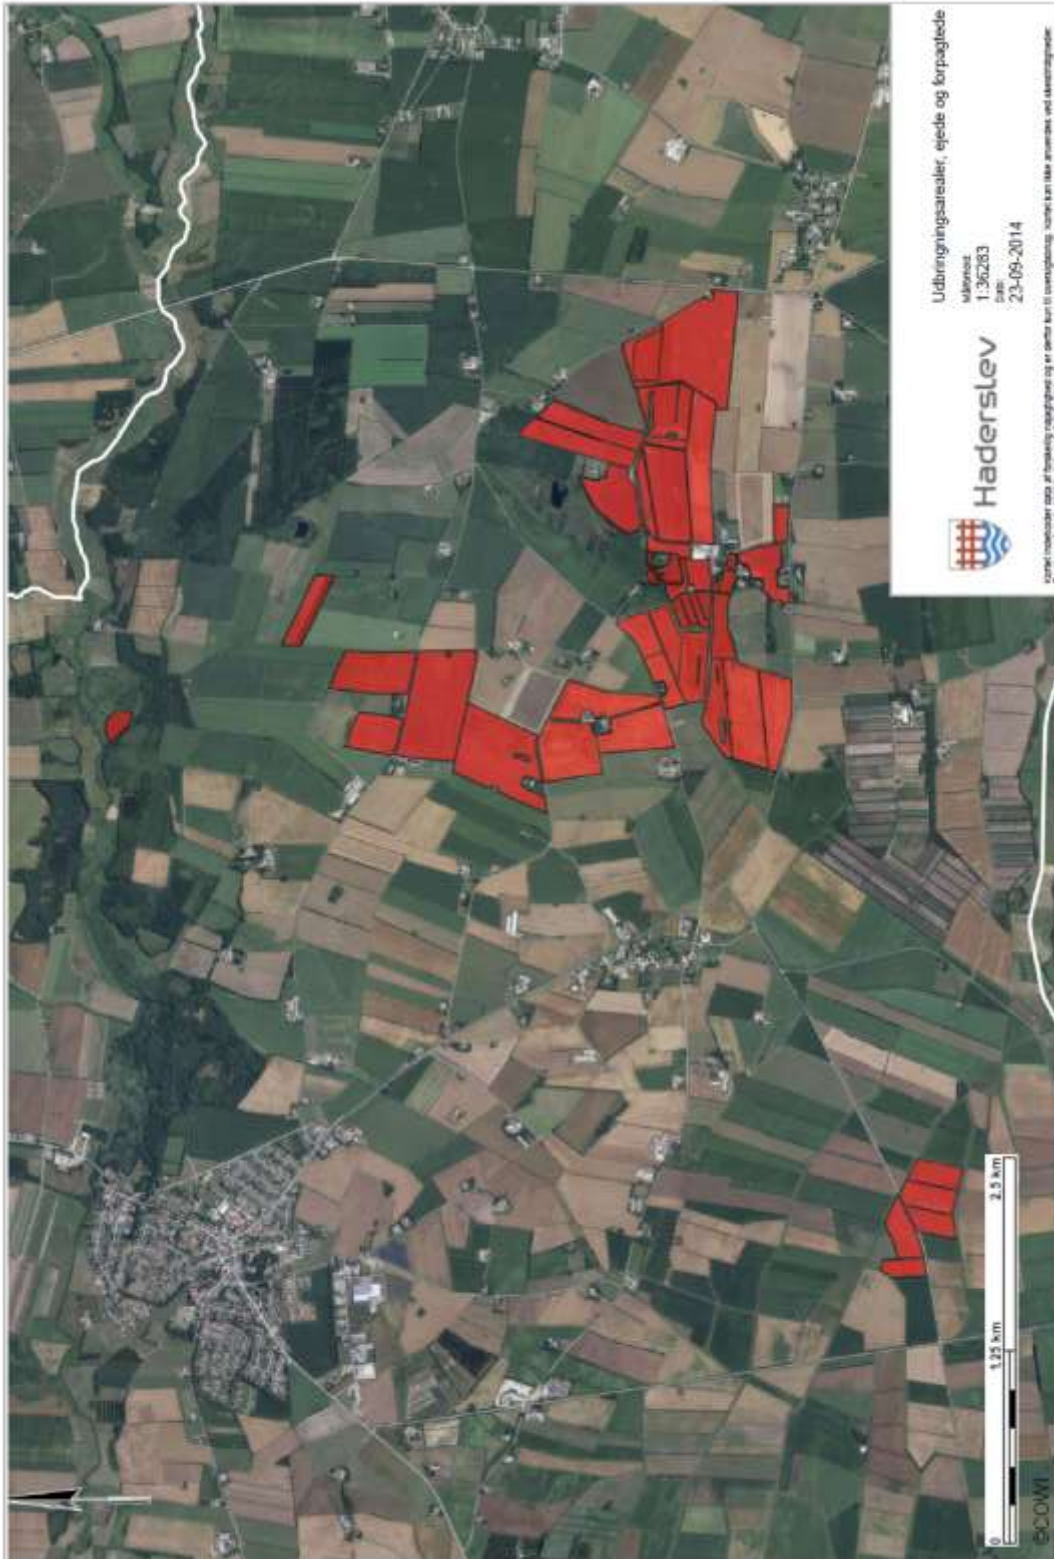 Udbringningsarealer, ejede og forpagtede
Haderslev
Målforhold
1:36283
Dato
23-09-2014
0
1.25 km
2.5 km
©COWI